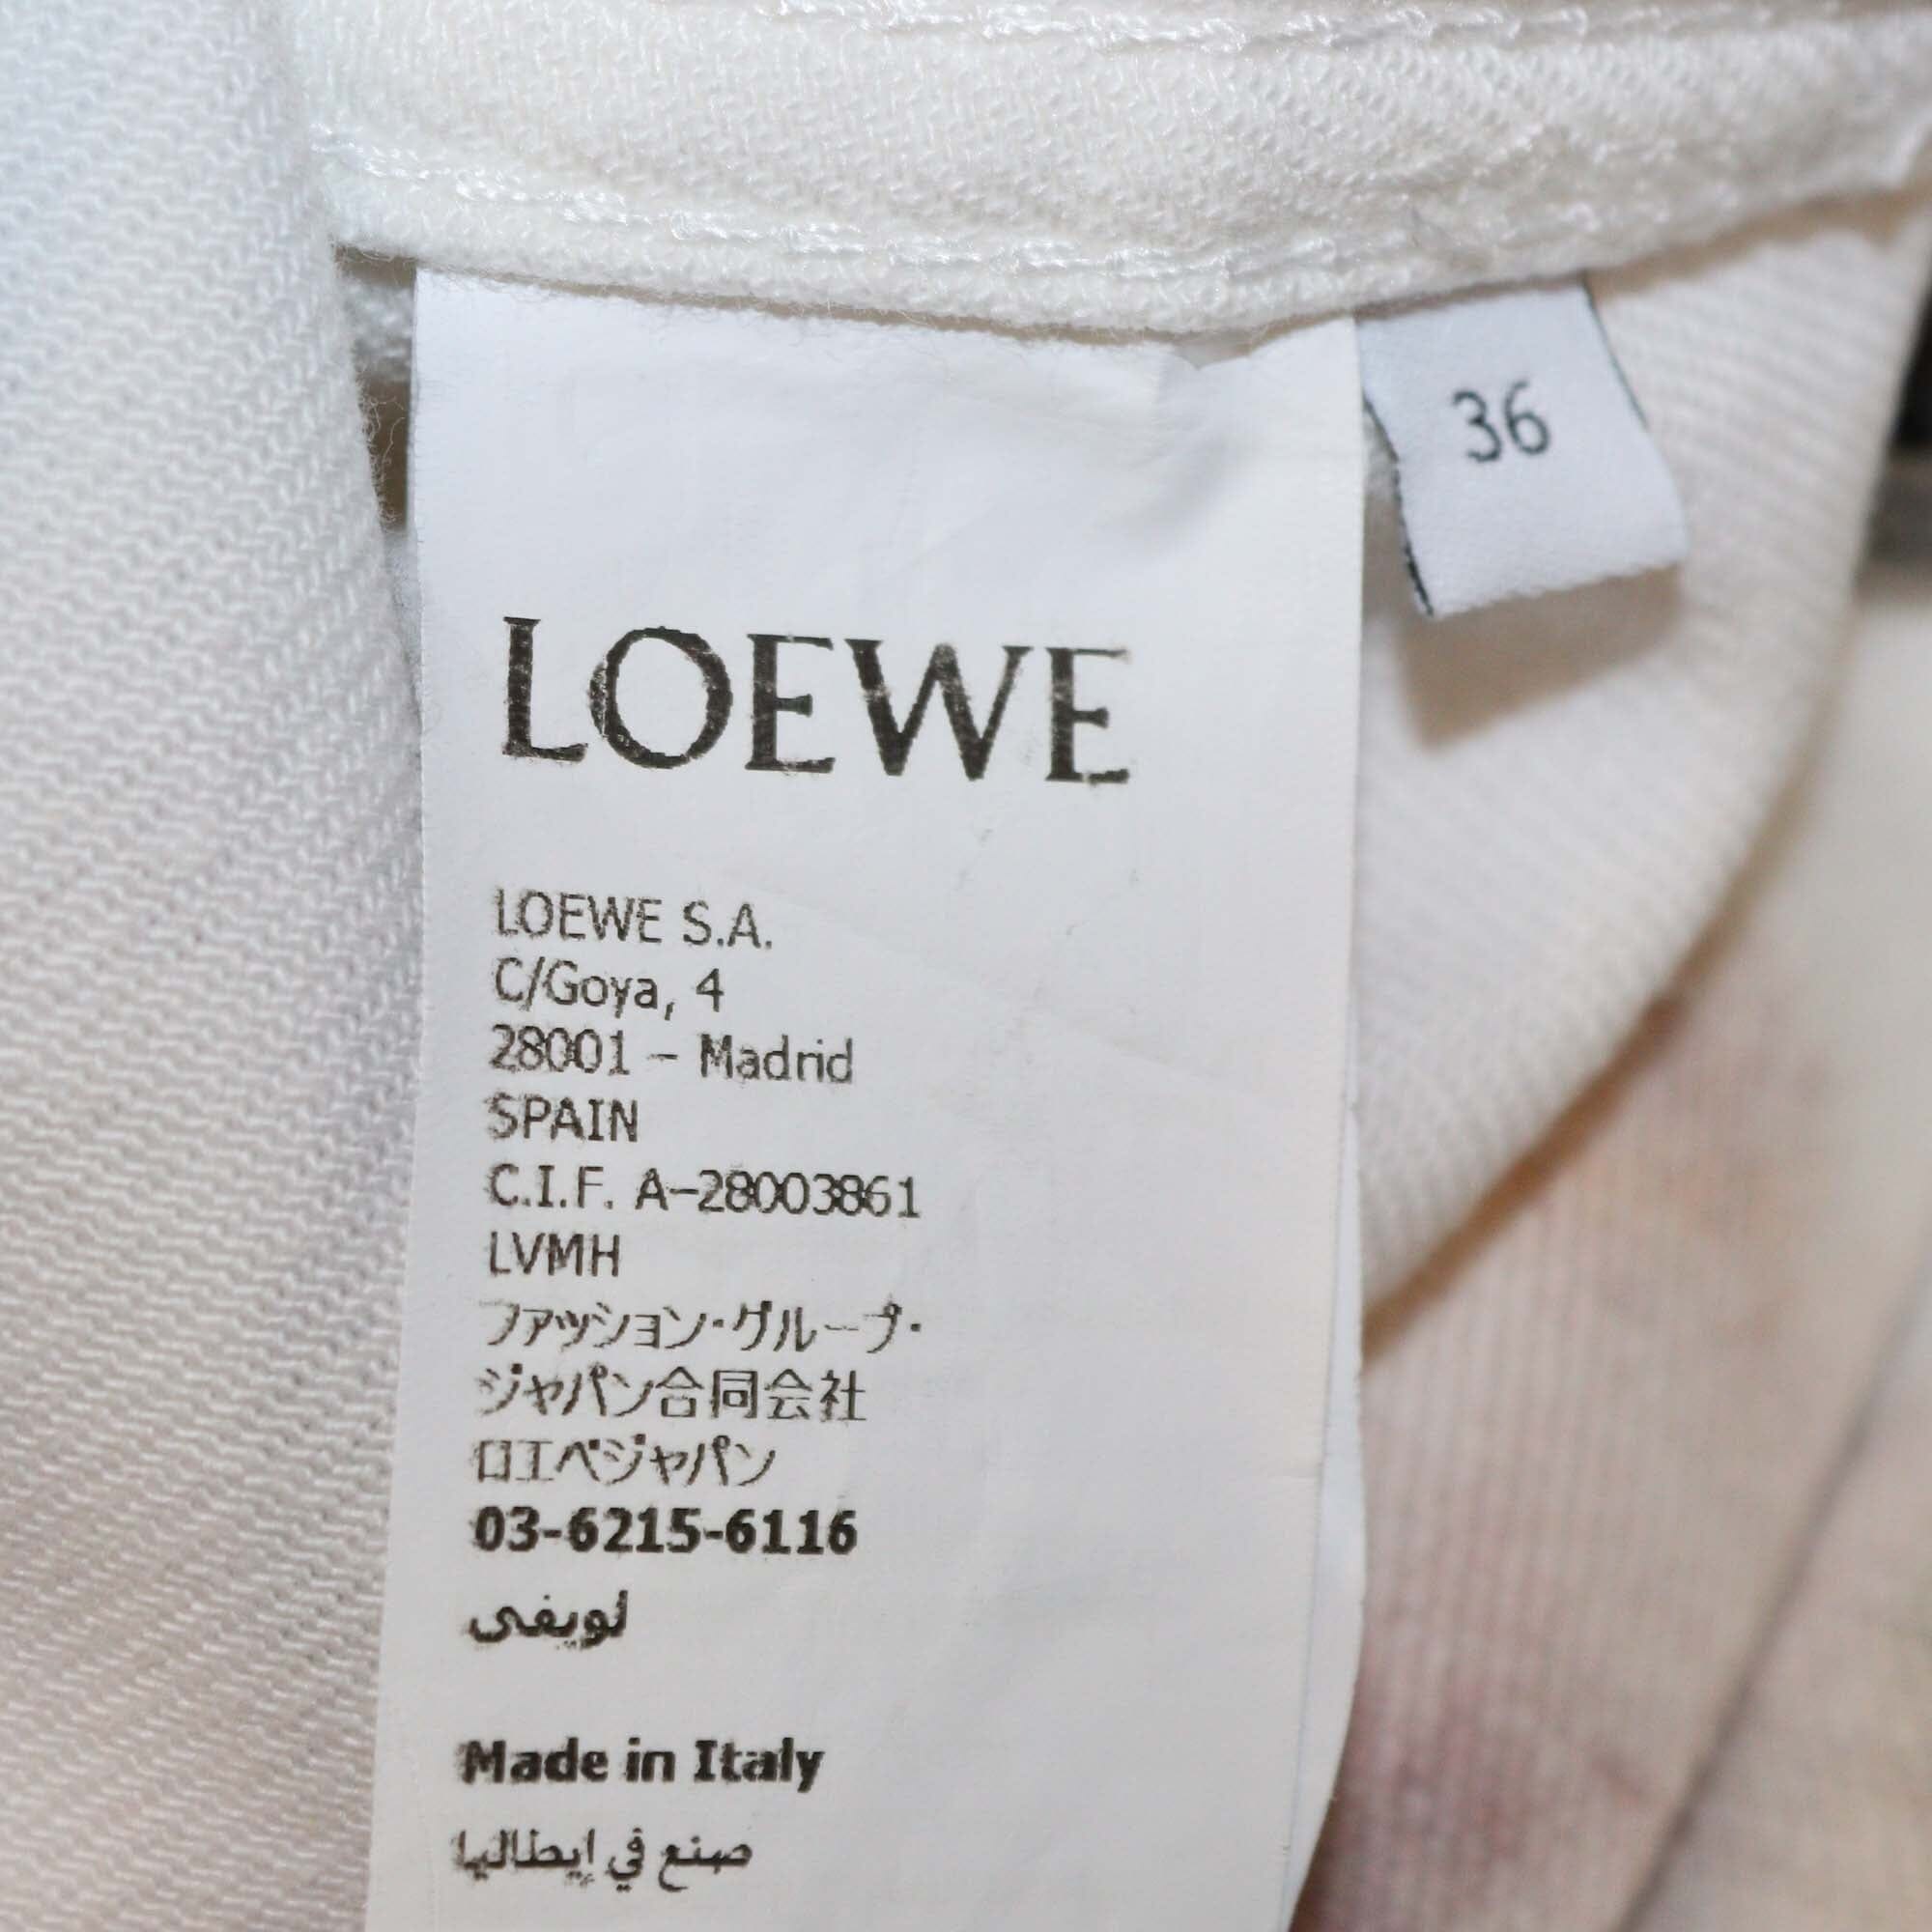 36
LOEWE
LOEWE S.A.
C/Goya, 4
28001 - Madrid
SPAIN
C.I.F. A-28003861
LVMH
ファッション・グループ・
ジャパン合同会社
ロエベジャパン
03-6215-6116
لويفى
Made in Italy
صنع في إيطاليا